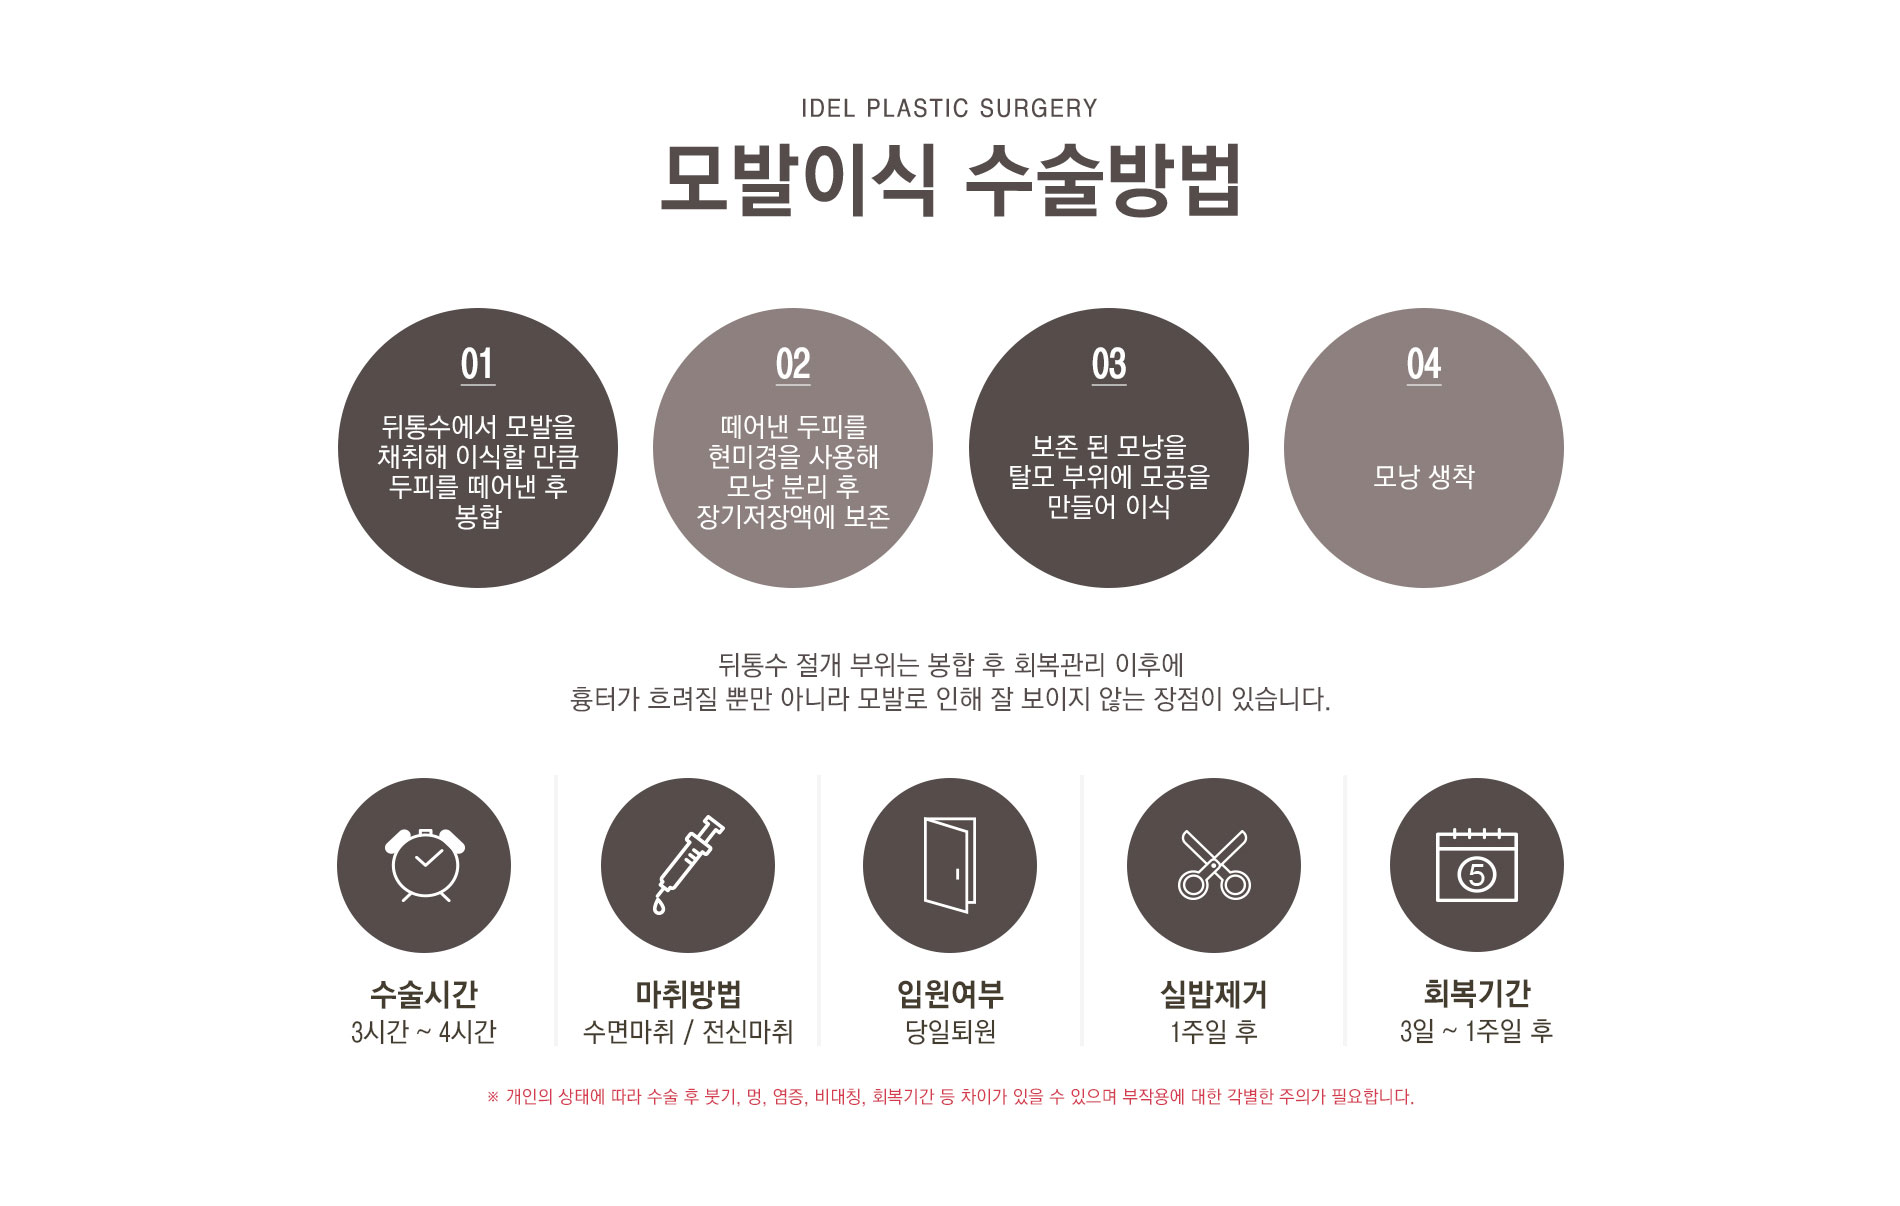 IDEL PLASTIC SURGERY
모발이식 수술방법
01
뒤통수에서 모발을
채취해 이식할 만큼
두피를 떼어낸 후
봉합
02
떼어낸 두피를
현미경을 사용해
모낭 분리 후
장기저장액에 보존
03
보존 된 모낭을
탈모 부위에 모공을
만들어 이식
04
모낭 생착
뒤통수 절개 부위는 봉합 후 회복관리 이후에
흉터가 흐려질 뿐만 아니라 모발로 인해 잘 보이지 않는 장점이 있습니다.
수술시간
3시간 ~ 4시간
마취방법
수면마취 / 전신마취
입원여부
당일퇴원
실밥제거
1주일 후
5
회복기간
3일 ~ 1주일 후
※ 개인의 상태에 따라 수술 후 붓기, 멍, 염증, 비대칭, 회복기간 등 차이가 있을 수 있으며 부작용에 대한 각별한 주의가 필요합니다.